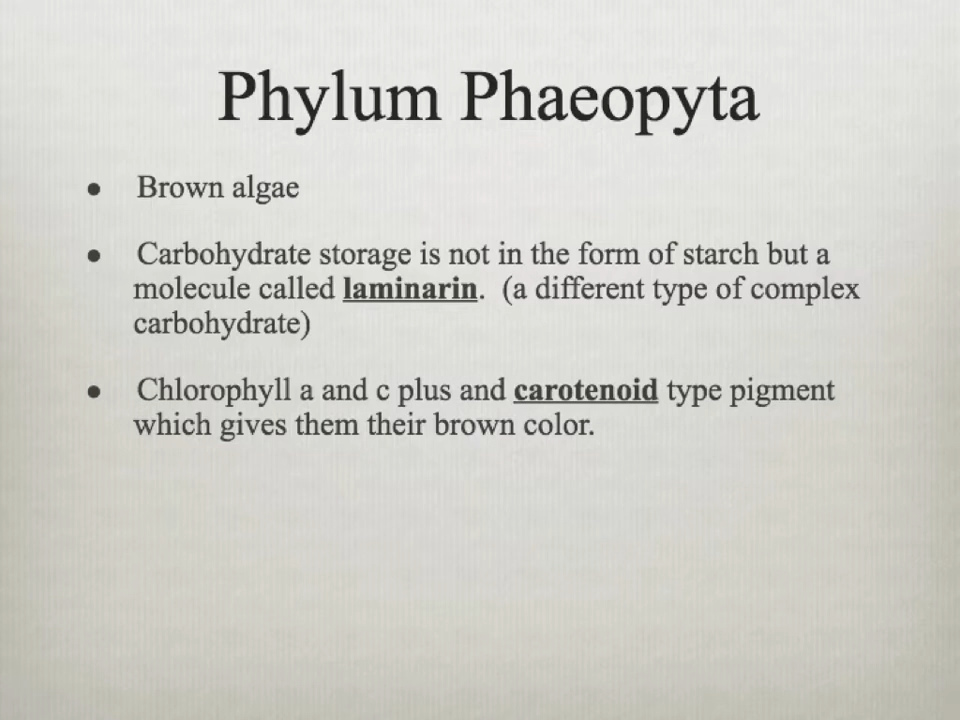 Phylum Phaeopyta
• Brown algae
• Carbohydrate storage is not in the form of starch but a
molecule called laminarin. (a different type of complex
carbohydrate)
• Chlorophyll a and c plus and carotenoid type pigment
which gives them their brown color.